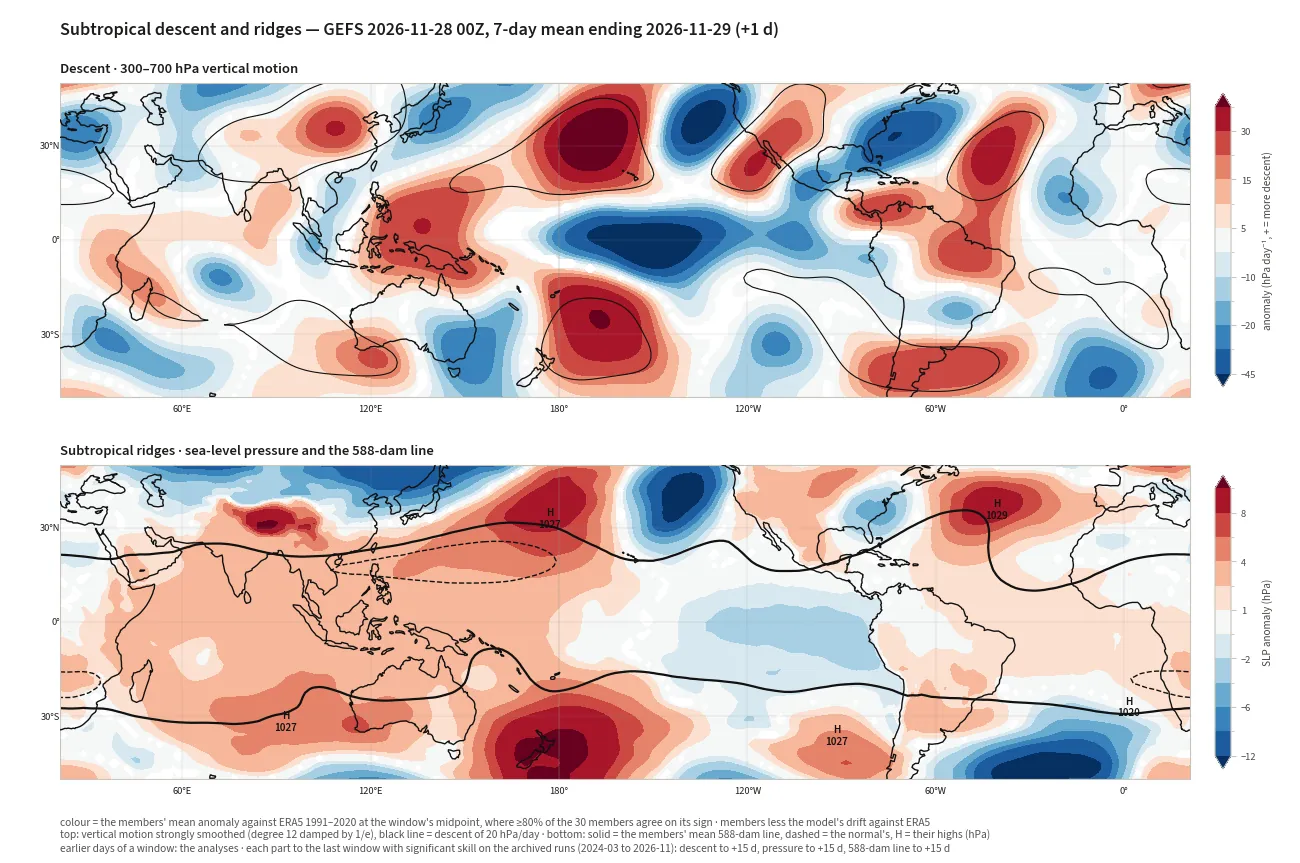 Subtropical descent and ridges — GEFS 2026-11-28 00Z, 7-day mean ending 2026-11-29 (+1 d)
Descent · 300–700 hPa vertical motion
30°N
0°
30°S
60°E
120°E
180°
120°W
60°W
0°
30
15
5
−10
−20
−45
anomaly (hPa day⁻¹, + = more descent)
Subtropical ridges · sea-level pressure and the 588-dam line
30°N
0°
30°S
H
1027
H
1029
H
1027
H
1027
H
1020
60°E
120°E
180°
120°W
60°W
0°
8
4
1
−2
−6
−12
SLP anomaly (hPa)
colour = the members' mean anomaly against ERA5 1991–2020 at the window's midpoint, where ≥80% of the 30 members agree on its sign · members less the model's drift against ERA5
top: vertical motion strongly smoothed (degree 12 damped by 1/e), black line = descent of 20 hPa/day · bottom: solid = the members' mean 588-dam line, dashed = the normal's, H = their highs (hPa)
earlier days of a window: the analyses · each part to the last window with significant skill on the archived runs (2024-03 to 2026-11): descent to +15 d, pressure to +15 d, 588-dam line to +15 d